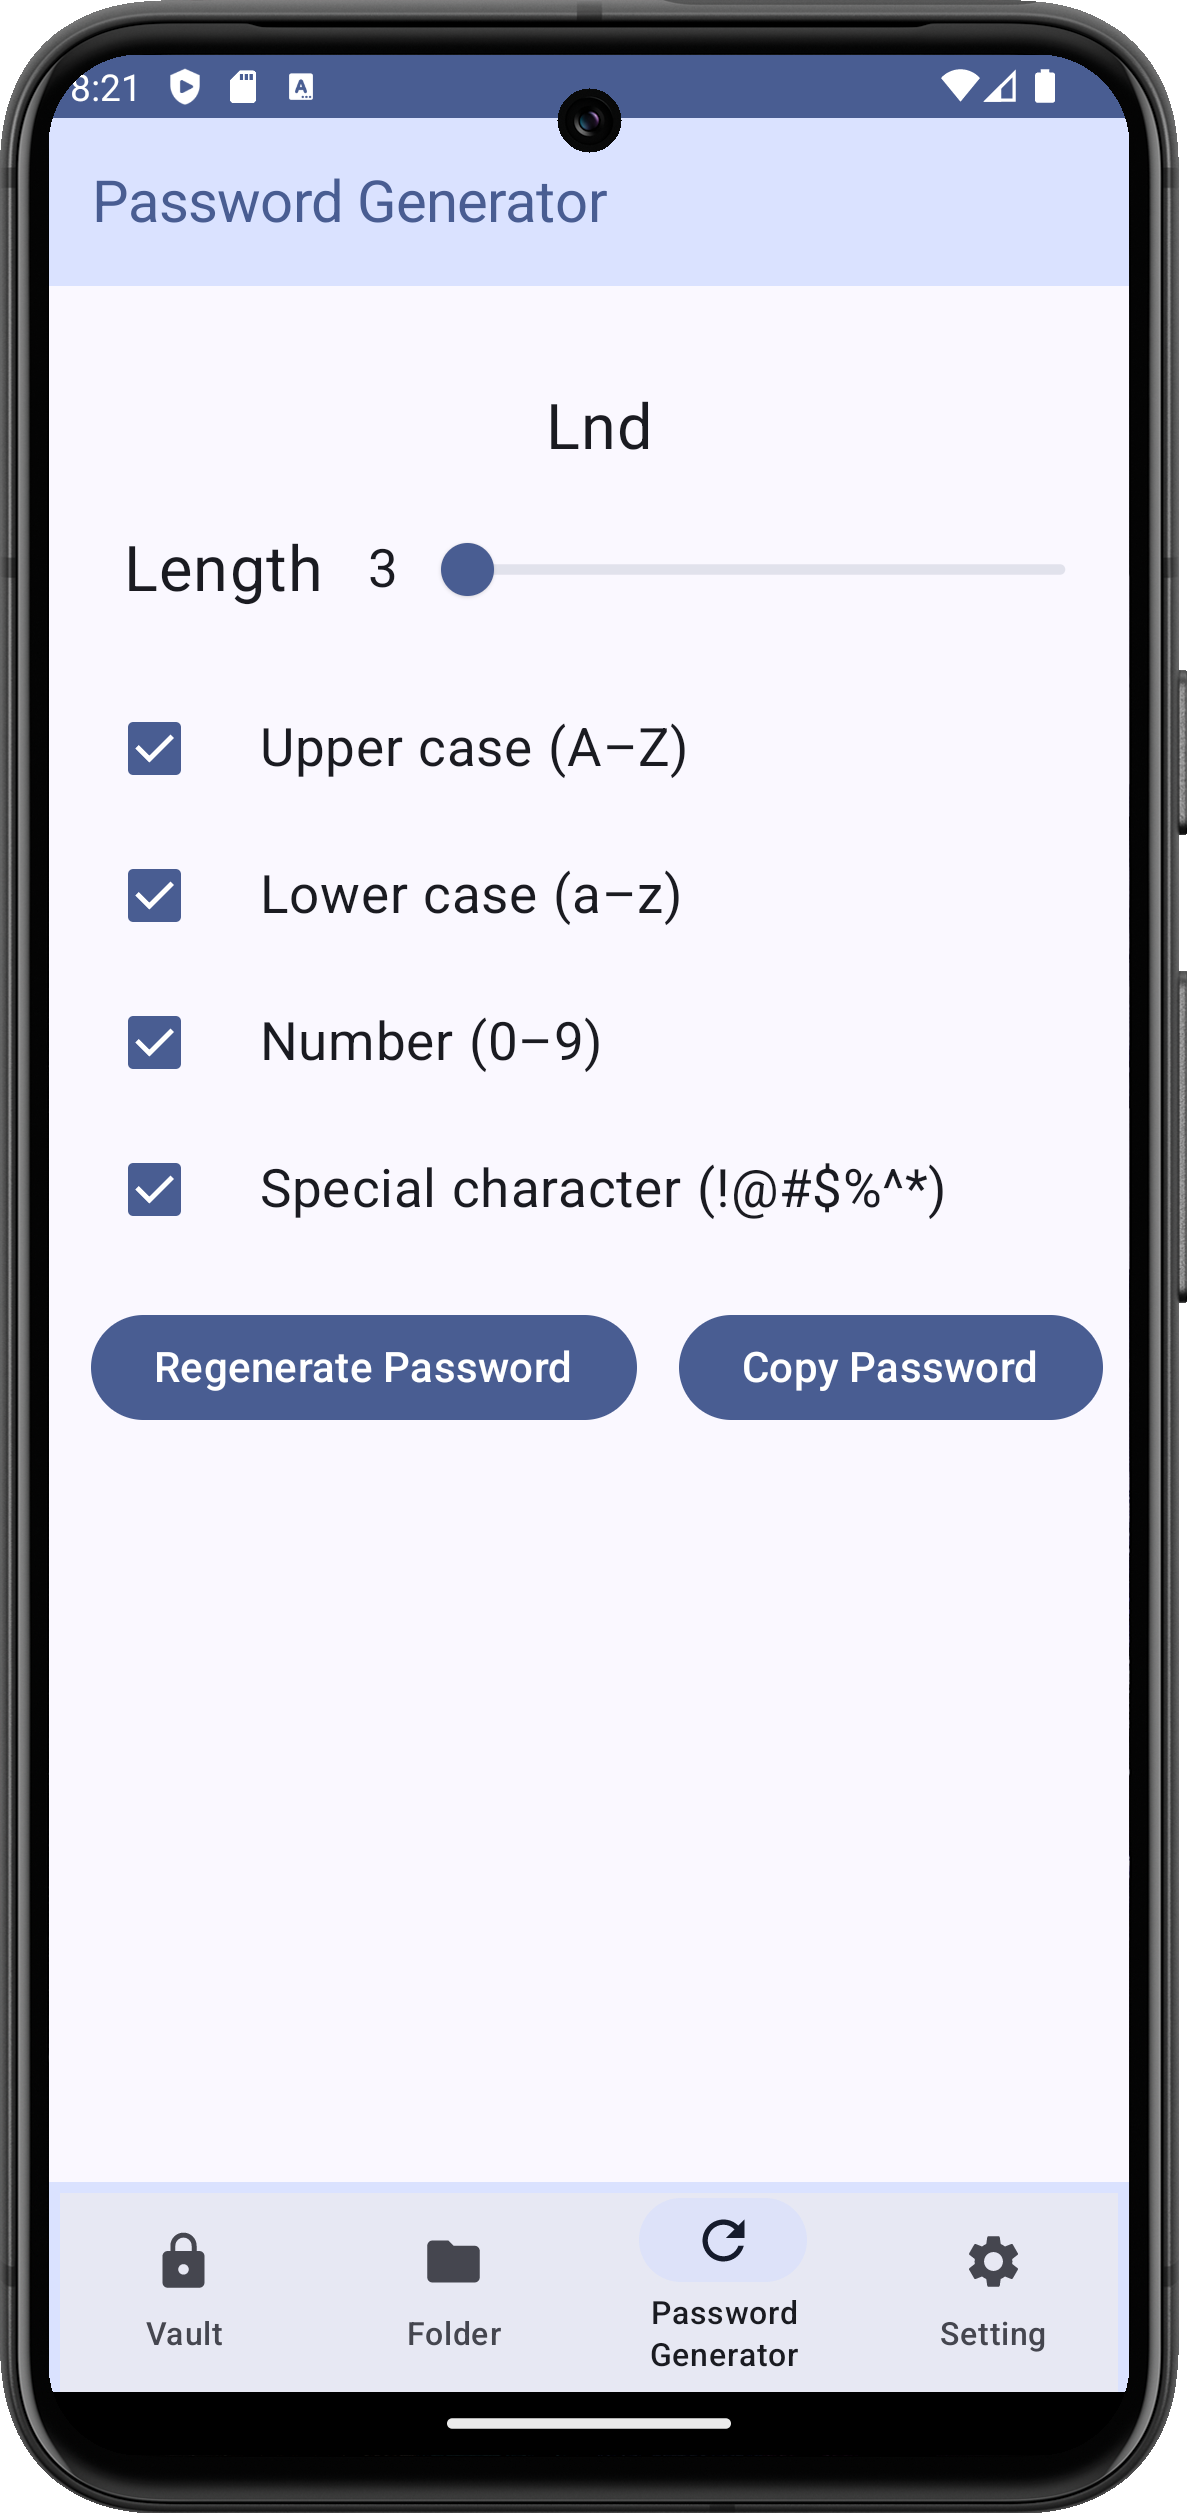 8:21
Password Generator
Lnd
Length 3
Upper case (A–Z)
Lower case (a–z)
Number (0–9)
Special character (!@#$%^*)
Regenerate Password Copy Password
Vault Folder Password Generator Setting